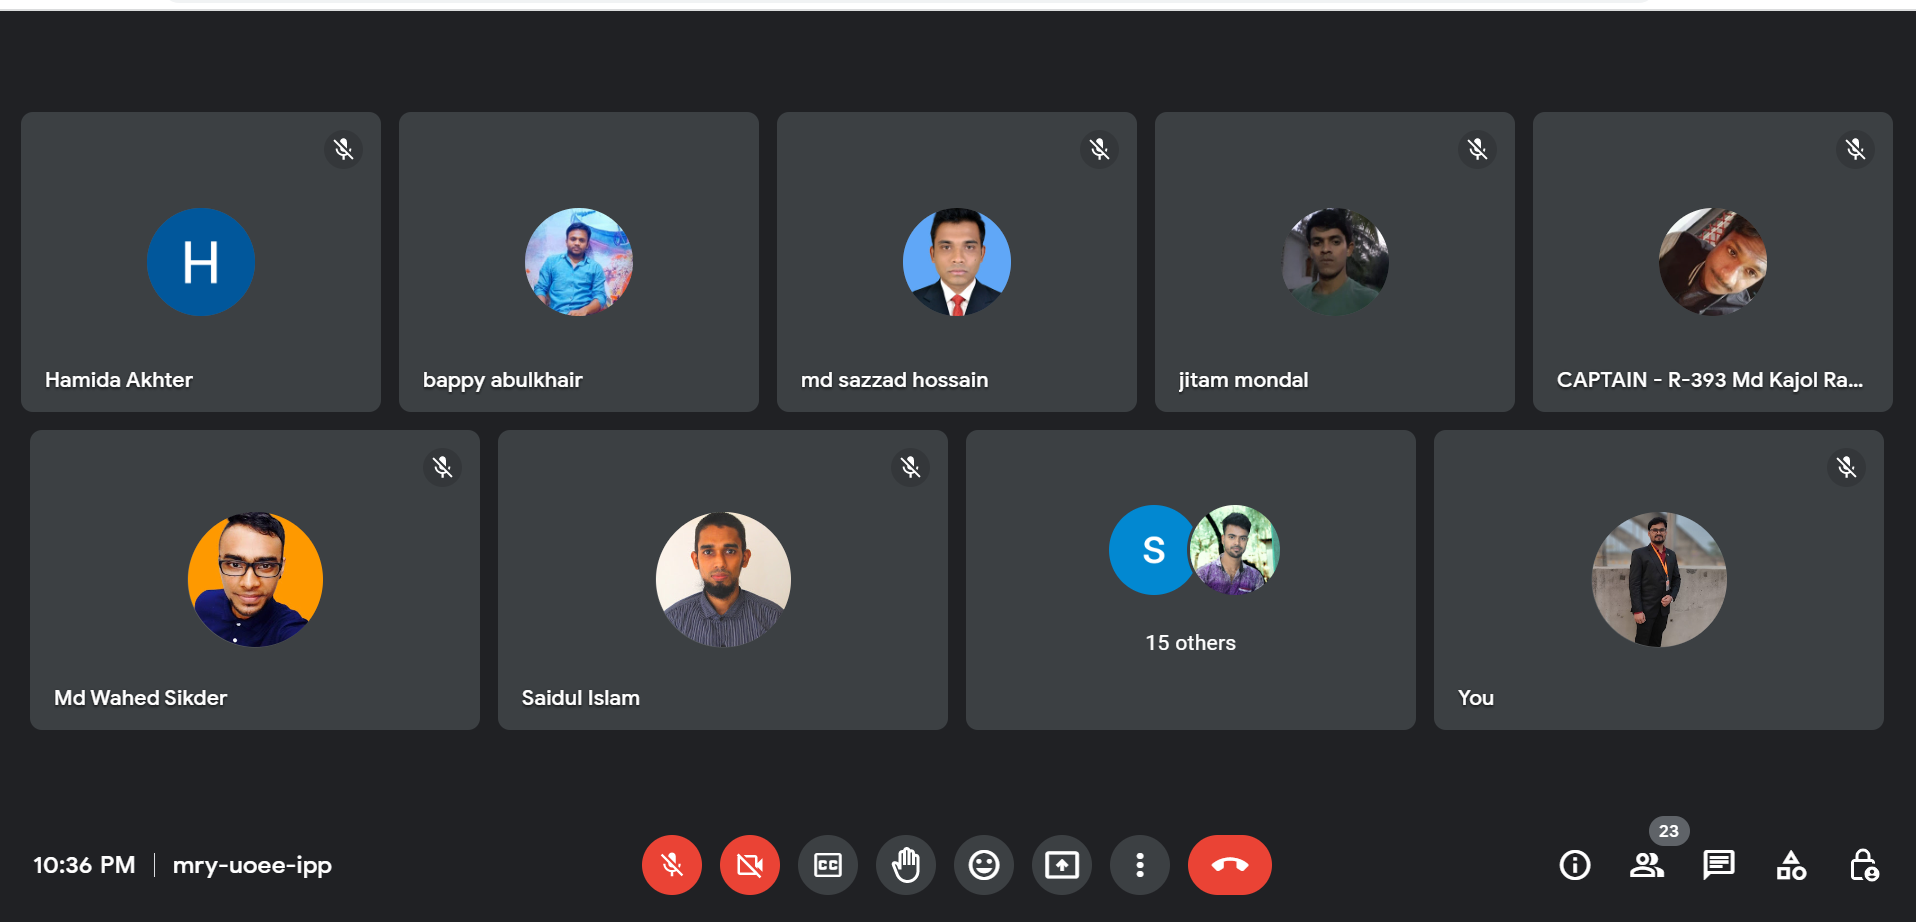 H
Hamida Akhter
bappy abulkhair
md sazzad hossain
jitam mondal
CAPTAIN - R-393 Md Kajol Ra...
Md Wahed Sikder
Saidul Islam
S
15 others
You
10:36 PM | mry-uoee-ipp
CC
23